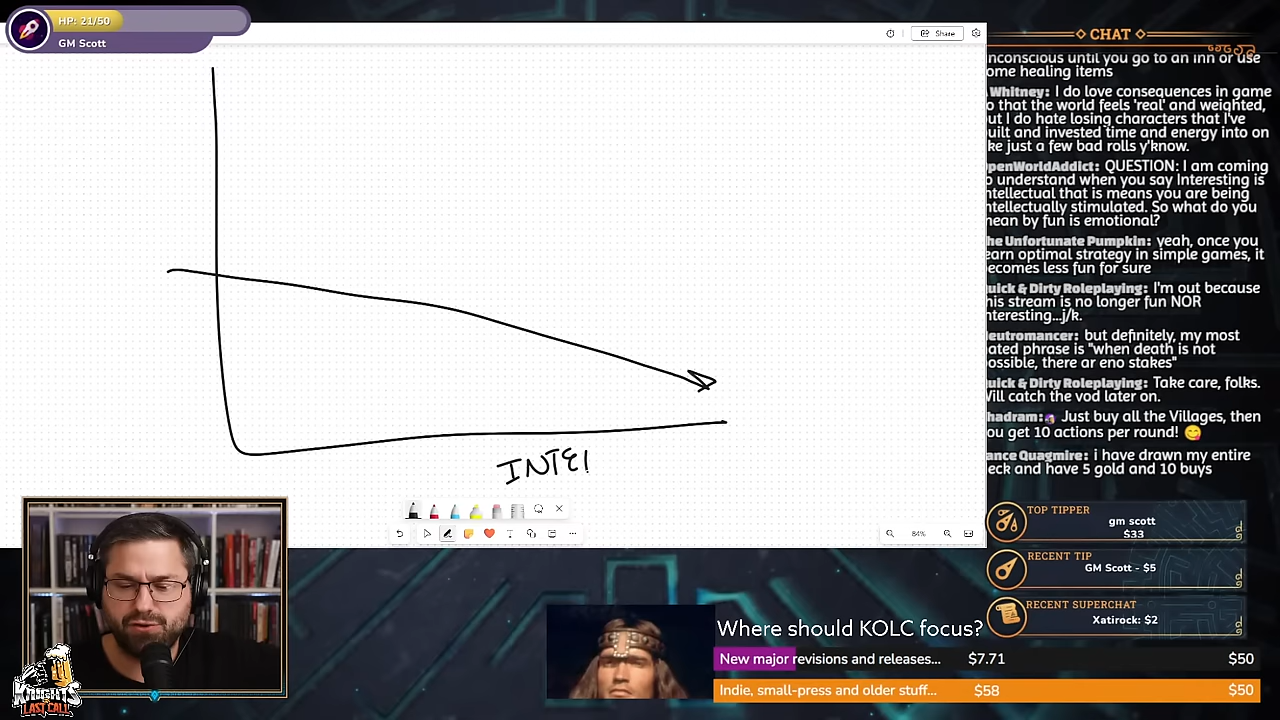 HP: 21/50
GM Scott
Share
CHAT
nconscious until you go to an inn or use
ome healing items
Whitney: I do love consequences in game
o that the world feels 'real' and weighted,
ut I do hate losing characters that I've
uilt and invested time and energy into on
ke just a few bad rolls y'know.
penWorldAddict: QUESTION: I am coming
o understand when you say Interesting is
ntellectual that is means you are being
ntellectually stimulated. So what do you
nean by fun is emotional?
he Unfortunate Pumpkin: yeah, once you
earn optimal strategy in simple games, it
ecomes less fun for sure
uick & Dirty Roleplaying: I'm out because
his stream is no longer fun NOR
nteresting...j/k.
eutromancer: but definitely, my most
ated phrase is "when death is not
ossible, there ar eno stakes"
uick & Dirty Roleplaying: Take care, folks.
Vill catch the vod later on.
hadram: Just buy all the Villages, then
ou get 10 actions per round!
ance Quagmire: i have drawn my entire
eck and have 5 gold and 10 buys
INTE
84%
TOP TIPPER
gm scott
$33
RECENT TIP
GM Scott - $5
RECENT SUPERCHAT
Xatirock: $2
Where should KOLC focus?
New major revisions and releases... $7.71 $50
Indie, small-press and older stuff... $58 $50
KNIGHTS
OF
LAST CALL